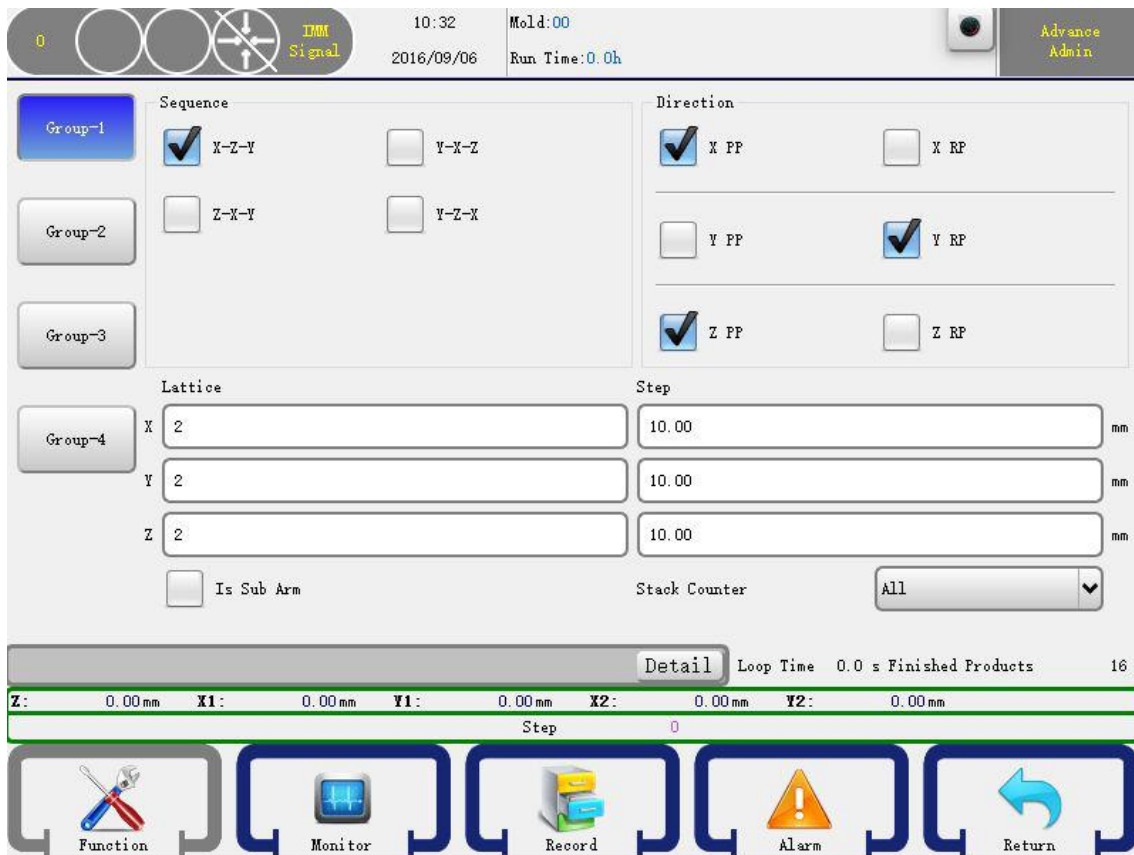 0
IMM
Signal
10:32
2016/09/06
Mold:00
Run Time:0.0h
Advance
Admin
Group-1
Group-2
Group-3
Group-4
Sequence
X-Z-Y
Y-X-Z
Z-X-Y
Y-Z-X
Direction
X PP
X RP
Y PP
Y RP
Z PP
Z RP
Lattice
Step
X 2 10.00 mm
Y 2 10.00 mm
Z 2 10.00 mm
Is Sub Arm
Stack Counter
All
Detail Loop Time 0.0 s Finished Products 16
Z: 0.00mm X1: 0.00mm Y1: 0.00mm X2: 0.00mm Y2: 0.00mm
Step 0
Function
Monitor
Record
Alarm
Return